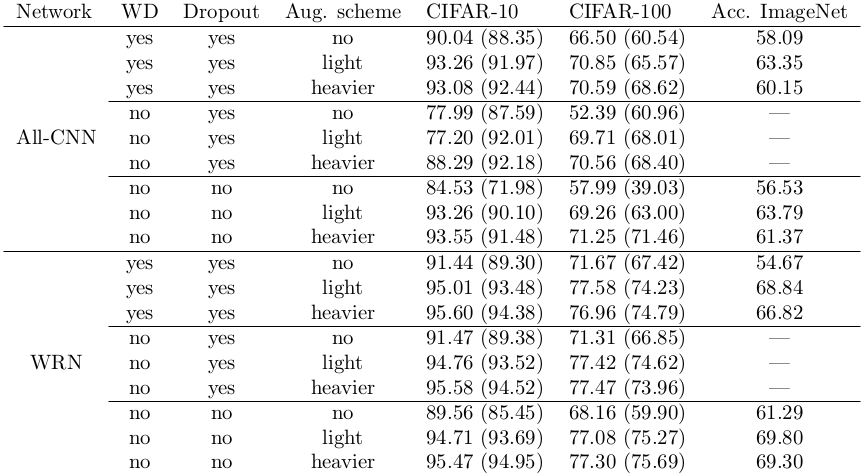 Network WD Dropout Aug. scheme CIFAR-10 CIFAR-100 Acc. ImageNet
yes yes no 90.04 (88.35) 66.50 (60.54) 58.09
yes yes light 93.26 (91.97) 70.85 (65.57) 63.35
yes yes heavier 93.08 (92.44) 70.59 (68.62) 60.15
no yes no 77.99 (87.59) 52.39 (60.96) —
All-CNN no yes light 77.20 (92.01) 69.71 (68.01) —
no yes heavier 88.29 (92.18) 70.56 (68.40) —
no no no 84.53 (71.98) 57.99 (39.03) 56.53
no no light 93.26 (90.10) 69.26 (63.00) 63.79
no no heavier 93.55 (91.48) 71.25 (71.46) 61.37
yes yes no 91.44 (89.30) 71.67 (67.42) 54.67
yes yes light 95.01 (93.48) 77.58 (74.23) 68.84
yes yes heavier 95.60 (94.38) 76.96 (74.79) 66.82
no yes no 91.47 (89.38) 71.31 (66.85) —
WRN no yes light 94.76 (93.52) 77.42 (74.62) —
no yes heavier 95.58 (94.52) 77.47 (73.96) —
no no no 89.56 (85.45) 68.16 (59.90) 61.29
no no light 94.71 (93.69) 77.08 (75.27) 69.80
no no heavier 95.47 (94.95) 77.30 (75.69) 69.30